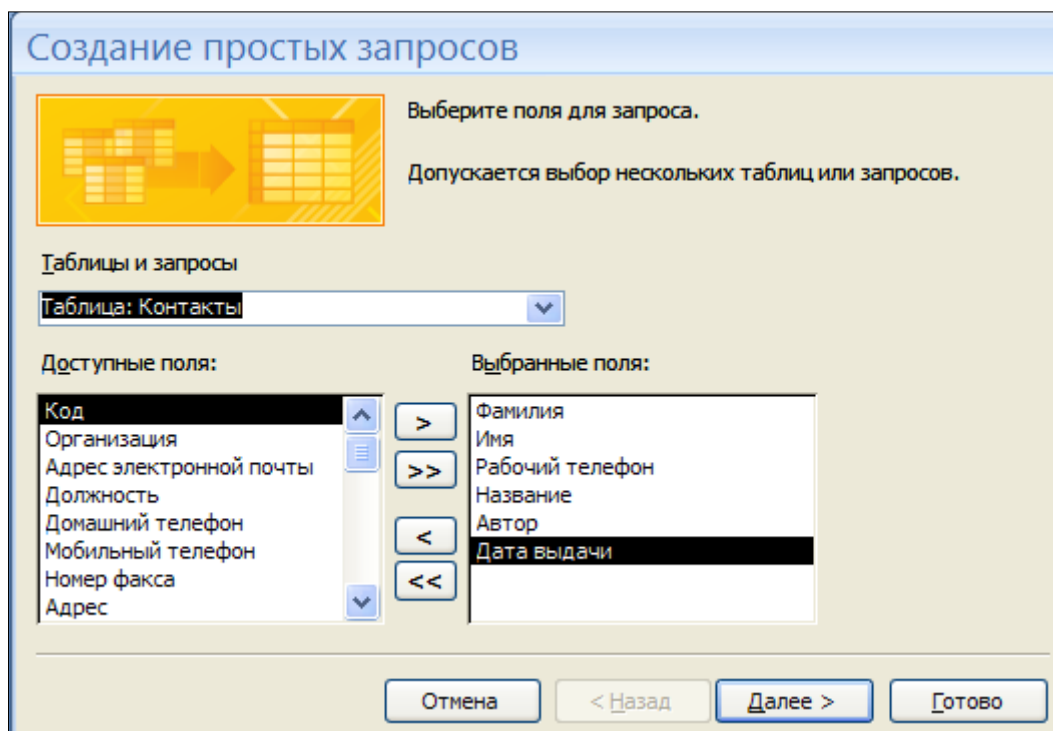 Создание простых запросов
Выберите поля для запроса.
Допускается выбор нескольких таблиц или запросов.
Таблицы и запросы
Таблица: Контакты
Доступные поля:
Код
Организация
Адрес электронной почты
Должность
Домашний телефон
Мобильный телефон
Номер факса
Адрес
>
>>
<
<<
Выбранные поля:
Фамилия
Имя
Рабочий телефон
Название
Автор
Дата выдачи
Отмена
< Назад
Далее >
Готово